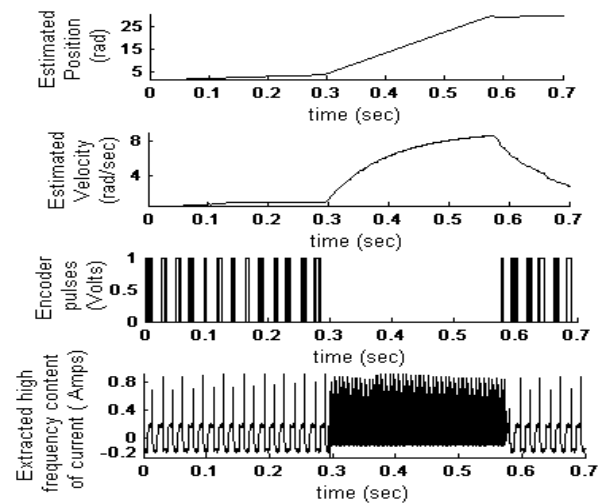 Estimated
Position
(rad)
25
15
5
0 0.1 0.2 0.3 0.4 0.5 0.6 0.7
time (sec)
Estimated
Velocity
(rad/sec)
8
4
0 0.1 0.2 0.3 0.4 0.5 0.6 0.7
time (sec)
Encoder
pulses
(Volts)
1
0.5
0
0 0.1 0.2 0.3 0.4 0.5 0.6 0.7
time (sec)
Extracted high
frequency content
of current ( Amps)
0.8
0.4
0
-0.2
0 0.1 0.2 0.3 0.4 0.5 0.6 0.7
time (sec)